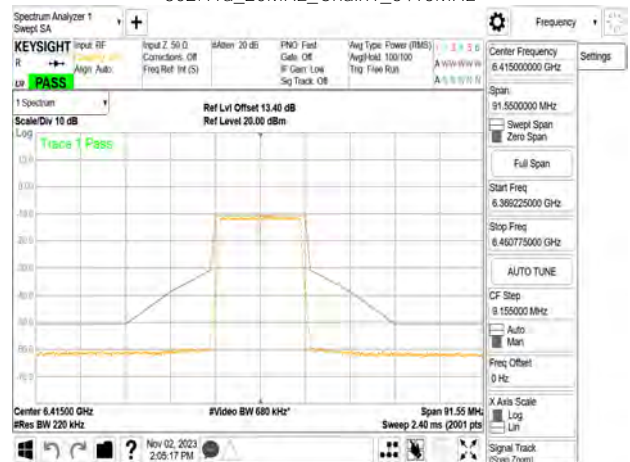 Spectrum Analyzer 1
Swept SA
Frequency
KEYSIGHT
Input: RF
Input Z: 50 Ω
#Atten: 20 dB
PNO: Fast
Avg Type: Power (RMS)
R
Align: Auto
Corrections: Off
Freq Ref: Int (S)
Gate: Off
IF Gain: Low
Sig Track: Off
Avg|Hold: 100/100
Trig: Free Run
PASS
Center Frequency
6.415000000 GHz
Settings
1 Spectrum
Ref Lvl Offset 13.40 dB
Span
91.5500000 MHz
Scale/Div 10 dB
Ref Level 20.00 dBm
Swept Span
Zero Span
Log
Trace 1 Pass
Full Span
Start Freq
6.369225000 GHz
Stop Freq
6.460775000 GHz
AUTO TUNE
CF Step
9.155000 MHz
Auto
Man
Freq Offset
0 Hz
X Axis Scale
Log
Lin
Center 6.41500 GHz
#Video BW 680 kHz*
Span 91.55 MHz
#Res BW 220 kHz
Sweep 2.40 ms (2001 pts
Signal Track
(Span Zoom)
Nov 02, 2023
2:05:17 PM